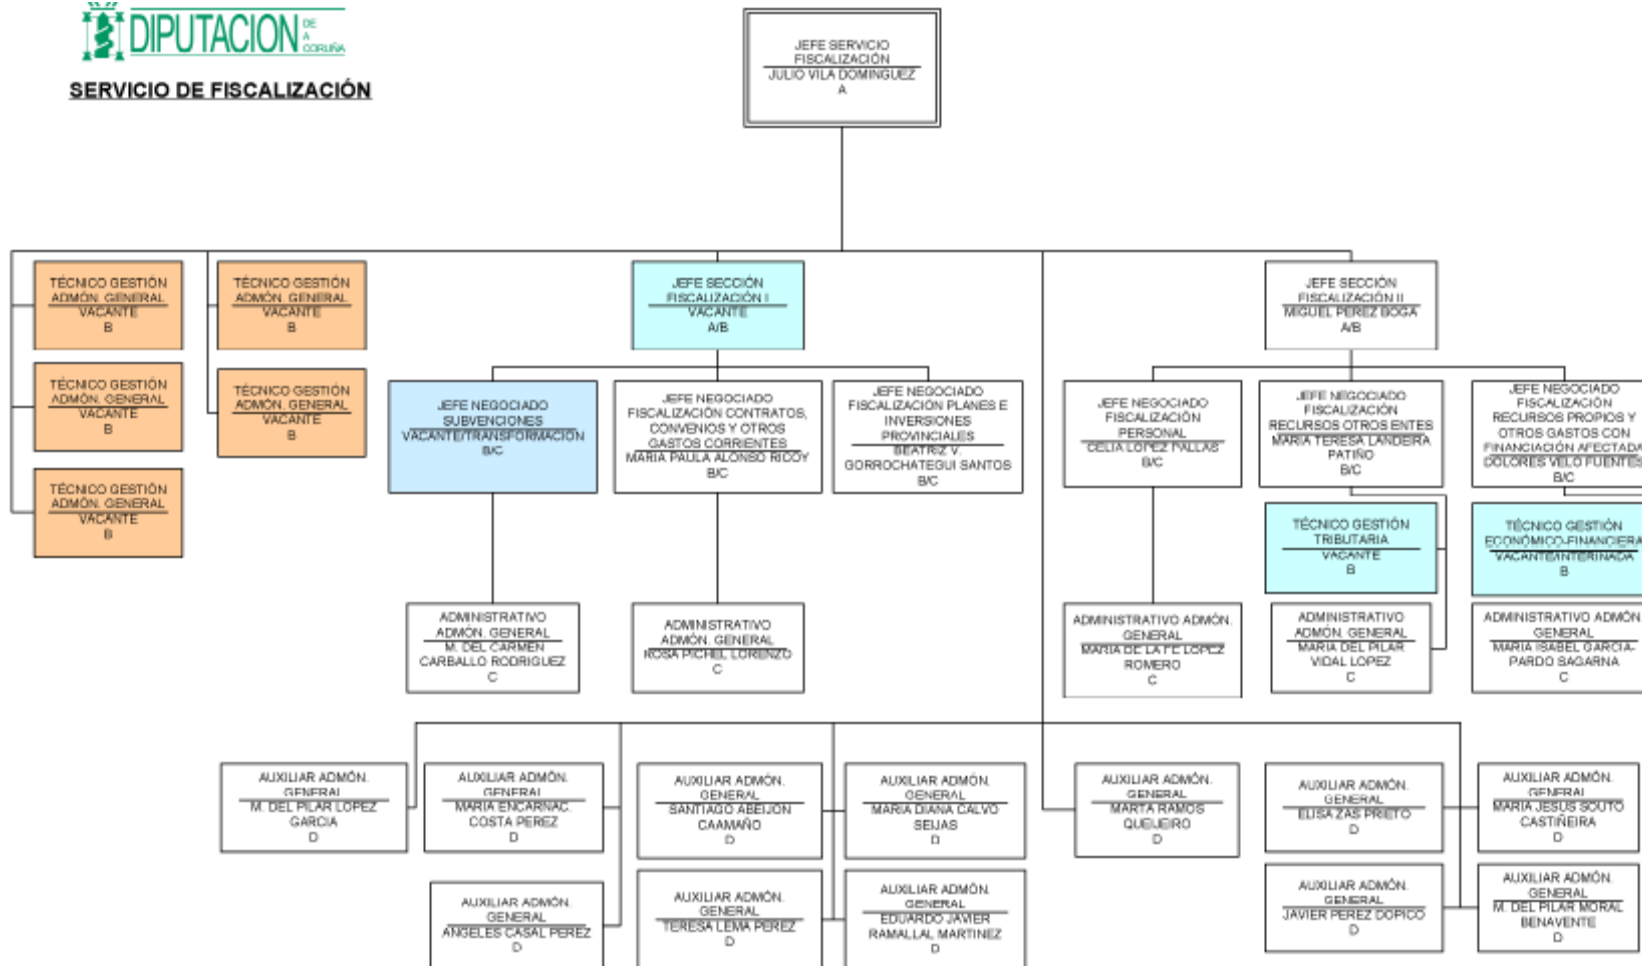 DIPUTACION DE A CORUÑA
SERVICIO DE FISCALIZACIÓN
JEFE SERVICIO
FISCALIZACIÓN
JULIO VILA DOMINGUEZ
A
TÉCNICO GESTIÓN
ADMÓN. GENERAL
VACANTE
B
TÉCNICO GESTIÓN
ADMÓN. GENERAL
VACANTE
B
JEFE SECCIÓN
FISCALIZACIÓN I
VACANTE
A/B
JEFE SECCIÓN
FISCALIZACIÓN II
MIGUEL PEREZ BOGA
A/B
TÉCNICO GESTIÓN
ADMÓN. GENERAL
VACANTE
B
TÉCNICO GESTIÓN
ADMÓN. GENERAL
VACANTE
B
JEFE NEGOCIADO
SUBVENCIONES
VACANTE/TRANSFORMACIÓN
B/C
JEFE NEGOCIADO
FISCALIZACIÓN CONTRATOS,
CONVENIOS Y OTROS
GASTOS CORRIENTES
MARIA PAULA ALONSO RICOY
B/C
JEFE NEGOCIADO
FISCALIZACIÓN PLANES E
INVERSIONES
PROVINCIALES
BEATRIZ V.
GORROCHATEGUI SANTOS
B/C
JEFE NEGOCIADO
FISCALIZACIÓN
PERSONAL
CELIA LOPEZ PALLAS
B/C
JEFE NEGOCIADO
FISCALIZACIÓN
RECURSOS OTROS ENTES
MARIA TERESA LANDEIRA
PATIÑO
B/C
JEFE NEGOCIADO
FISCALIZACIÓN
RECURSOS PROPIOS Y
OTROS GASTOS CON
FINANCIACIÓN AFECTADA
DOLORES VELO FUENTES
B/C
TÉCNICO GESTIÓN
ADMÓN. GENERAL
VACANTE
B
TÉCNICO GESTIÓN
TRIBUTARIA
VACANTE
B
TÉCNICO GESTIÓN
ECONÓMICO-FINANCIERA
VACANTE/INTERINADA
B
ADMINISTRATIVO
ADMÓN. GENERAL
M. DEL CARMEN
CARBALLO RODRIGUEZ
C
ADMINISTRATIVO
ADMÓN. GENERAL
ROSA PICHEL LORENZO
C
ADMINISTRATIVO ADMÓN.
GENERAL
MARIA DE LA FE LOPEZ
ROMERO
C
ADMINISTRATIVO
ADMÓN. GENERAL
MARIA DEL PILAR
VIDAL LOPEZ
C
ADMINISTRATIVO ADMÓN.
GENERAL
MARIA ISABEL GARCIA-
PARDO SAGARNA
C
AUXILIAR ADMÓN.
GENERAL
M. DEL PILAR LOPEZ
GARCIA
D
AUXILIAR ADMÓN.
GENERAL
MARIA ENCARNAC.
COSTA PEREZ
D
AUXILIAR ADMÓN.
GENERAL
SANTIAGO ABEIJON
CAAMAÑO
D
AUXILIAR ADMÓN.
GENERAL
MARIA DIANA CALVO
SEIJAS
D
AUXILIAR ADMÓN.
GENERAL
MARTA RAMOS
QUEIJEIRO
D
AUXILIAR ADMÓN.
GENERAL
ELISA ZAS PRIETO
D
AUXILIAR ADMÓN.
GENERAL
MARIA JESUS SOUTO
CASTIÑEIRA
D
AUXILIAR ADMÓN.
GENERAL
ANGELES CASAL PEREZ
D
AUXILIAR ADMÓN.
GENERAL
TERESA LEMA PEREZ
D
AUXILIAR ADMÓN.
GENERAL
EDUARDO JAVIER
RAMALLAL MARTINEZ
D
AUXILIAR ADMÓN.
GENERAL
JAVIER PEREZ DOPICO
D
AUXILIAR ADMÓN.
GENERAL
M. DEL PILAR MORAL
BENAVENTE
D